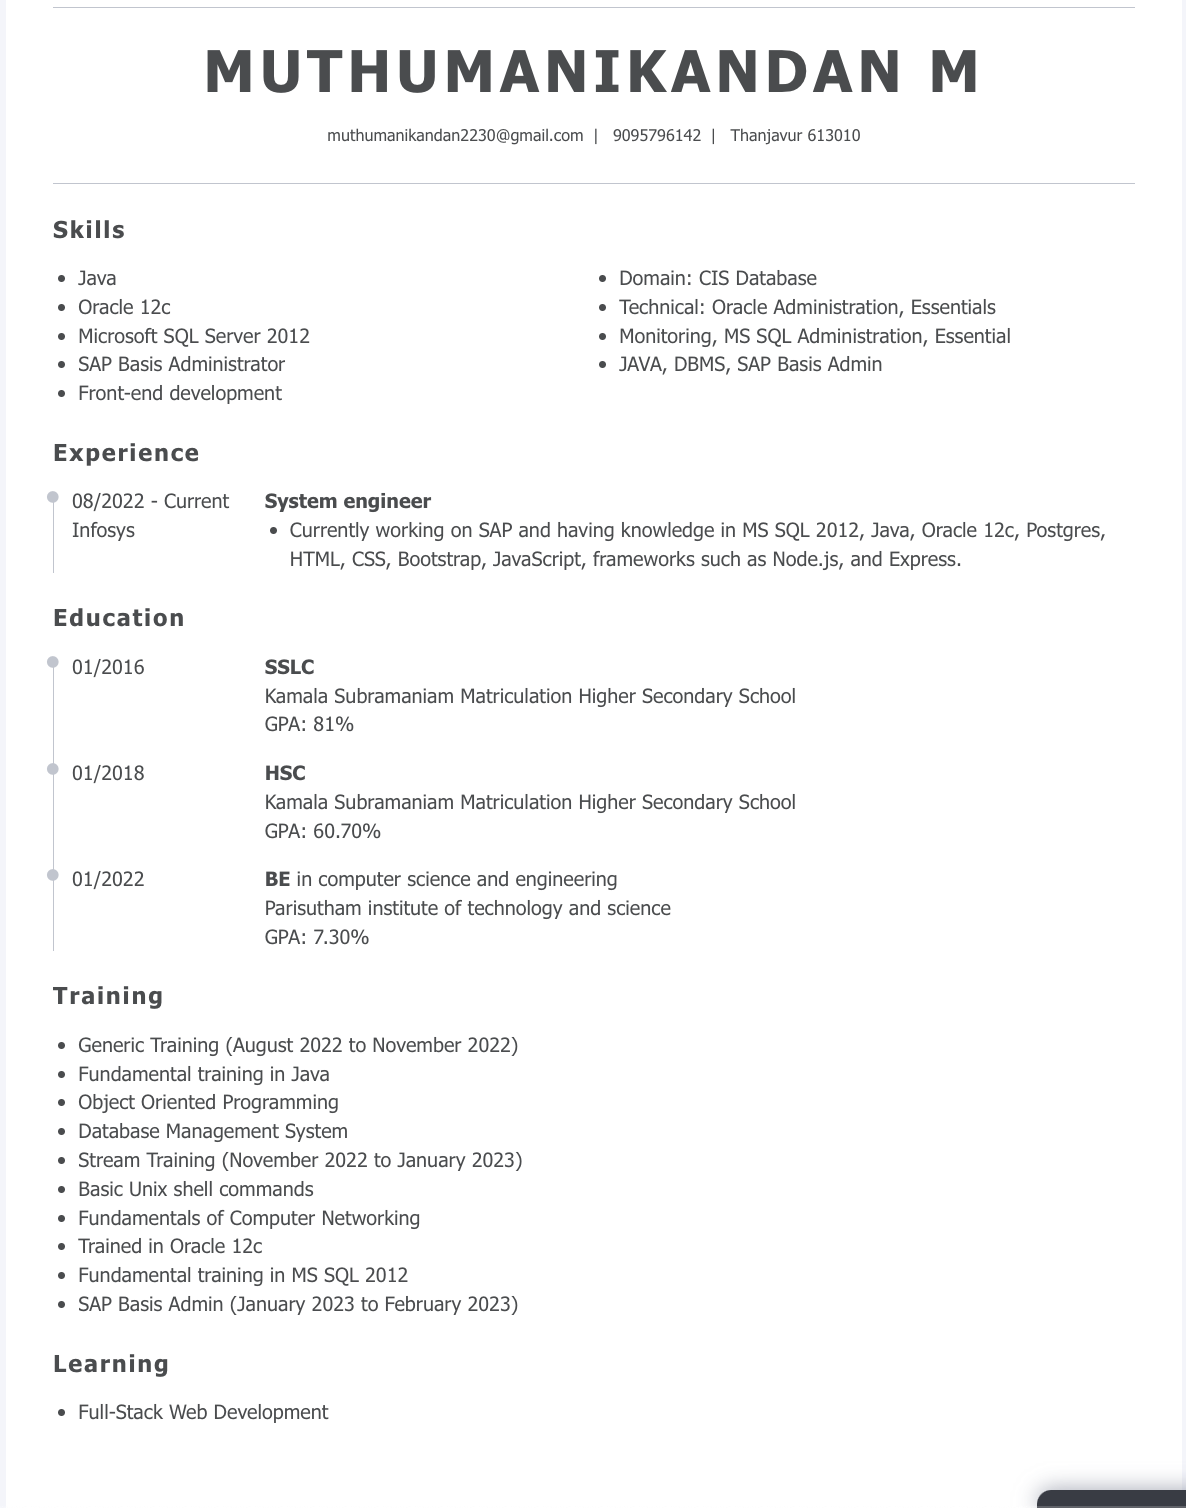 MUTHUMANIKANDAN M
muthumanikandan2230@gmail.com | 9095796142 | Thanjavur 613010
Skills
• Java
• Oracle 12c
• Microsoft SQL Server 2012
• SAP Basis Administrator
• Front-end development
• Domain: CIS Database
• Technical: Oracle Administration, Essentials
• Monitoring, MS SQL Administration, Essential
• JAVA, DBMS, SAP Basis Admin
Experience
08/2022 - Current
Infosys
System engineer
• Currently working on SAP and having knowledge in MS SQL 2012, Java, Oracle 12c, Postgres,
HTML, CSS, Bootstrap, JavaScript, frameworks such as Node.js, and Express.
Education
01/2016
SSLC
Kamala Subramaniam Matriculation Higher Secondary School
GPA: 81%
01/2018
HSC
Kamala Subramaniam Matriculation Higher Secondary School
GPA: 60.70%
01/2022
BE in computer science and engineering
Parisutham institute of technology and science
GPA: 7.30%
Training
• Generic Training (August 2022 to November 2022)
• Fundamental training in Java
• Object Oriented Programming
• Database Management System
• Stream Training (November 2022 to January 2023)
• Basic Unix shell commands
• Fundamentals of Computer Networking
• Trained in Oracle 12c
• Fundamental training in MS SQL 2012
• SAP Basis Admin (January 2023 to February 2023)
Learning
• Full-Stack Web Development